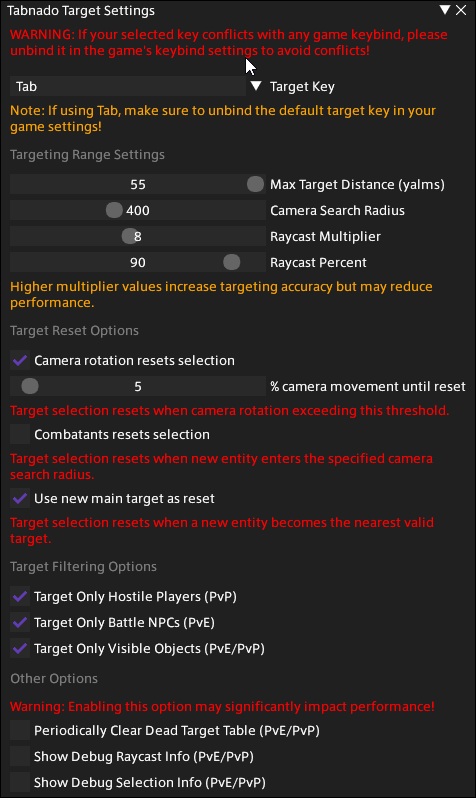 Tabnado Target Settings
WARNING: If your selected key conflicts with any game keybind, please
unbind it in the game's keybind settings to avoid conflicts!
Tab Target Key
Note: If using Tab, make sure to unbind the default target key in your
game settings!
Targeting Range Settings
55 Max Target Distance (yalms)
400 Camera Search Radius
8 Raycast Multiplier
90 Raycast Percent
Higher multiplier values increase targeting accuracy but may reduce
performance.
Target Reset Options
Camera rotation resets selection
5 % camera movement until reset
Target selection resets when camera rotation exceeding this threshold.
Combatants resets selection
Target selection resets when new entity enters the specified camera
search radius.
Use new main target as reset
Target selection resets when a new entity becomes the nearest valid
target.
Target Filtering Options
Target Only Hostile Players (PvP)
Target Only Battle NPCs (PvE)
Target Only Visible Objects (PvE/PvP)
Other Options
Warning: Enabling this option may significantly impact performance!
Periodically Clear Dead Target Table (PvE/PvP)
Show Debug Raycast Info (PvE/PvP)
Show Debug Selection Info (PvE/PvP)